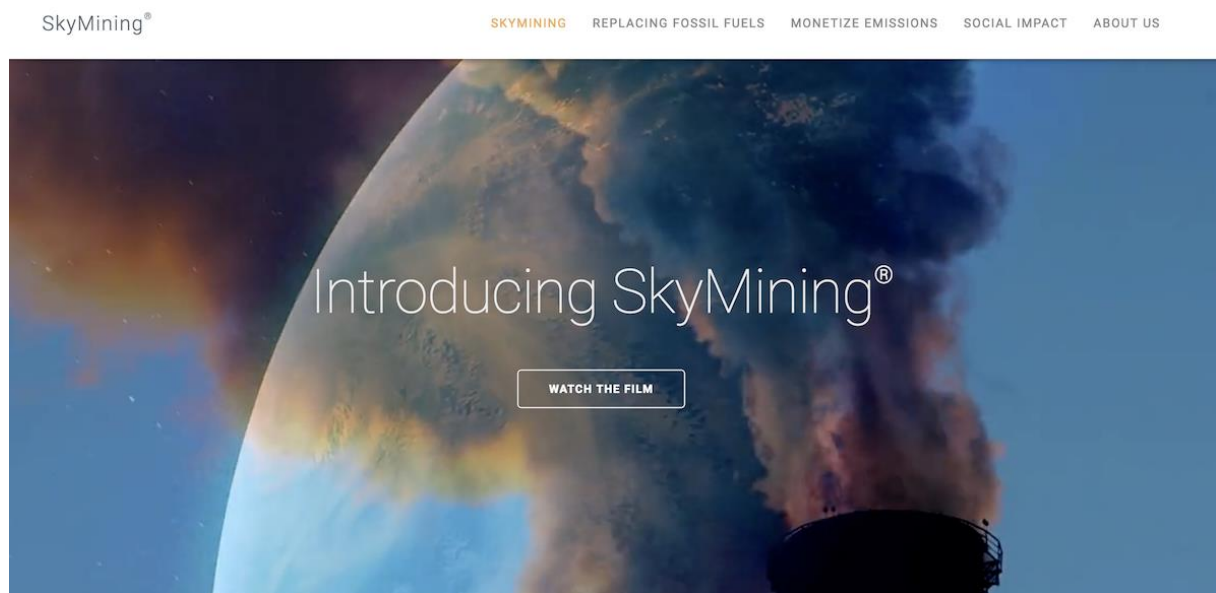 SkyMining®
SKYMINING REPLACING FOSSIL FUELS MONETIZE EMISSIONS SOCIAL IMPACT ABOUT US
Introducing SkyMining®
WATCH THE FILM